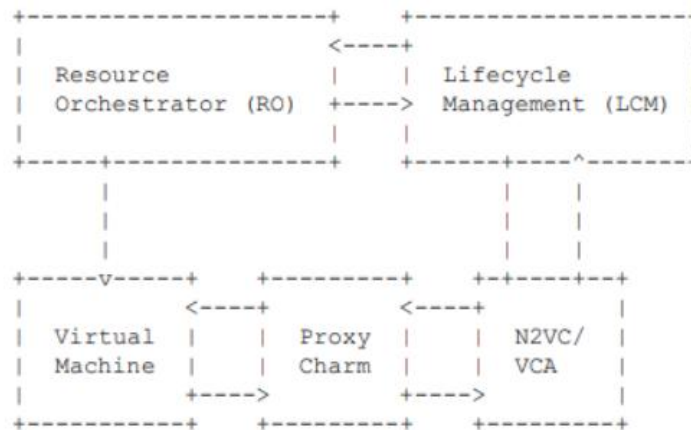 Resource Lifecycle
Orchestrator (RO) Management (LCM)
Virtual Proxy N2VC/
Machine Charm VCA